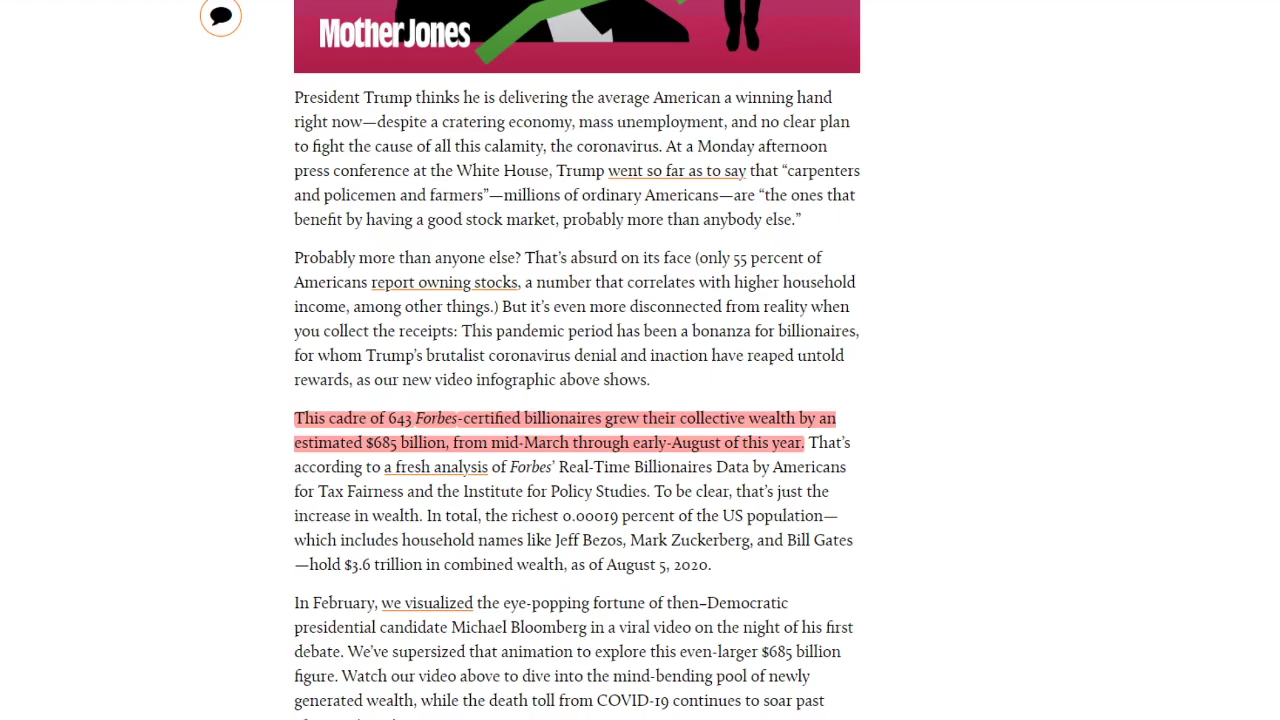 Mother Jones
President Trump thinks he is delivering the average American a winning hand
right now—despite a cratering economy, mass unemployment, and no clear plan
to fight the cause of all this calamity, the coronavirus. At a Monday afternoon
press conference at the White House, Trump went so far as to say that “carpenters
and policemen and farmers”—millions of ordinary Americans—are “the ones that
benefit by having a good stock market, probably more than anybody else.”
Probably more than anyone else? That’s absurd on its face (only 55 percent of
Americans report owning stocks, a number that correlates with higher household
income, among other things.) But it’s even more disconnected from reality when
you collect the receipts: This pandemic period has been a bonanza for billionaires,
for whom Trump’s brutalist coronavirus denial and inaction have reaped untold
rewards, as our new video infographic above shows.
This cadre of 643 Forbes-certified billionaires grew their collective wealth by an
estimated $685 billion, from mid-March through early-August of this year. That’s
according to a fresh analysis of Forbes’ Real-Time Billionaires Data by Americans
for Tax Fairness and the Institute for Policy Studies. To be clear, that’s just the
increase in wealth. In total, the richest 0.00019 percent of the US population—
which includes household names like Jeff Bezos, Mark Zuckerberg, and Bill Gates
—hold $3.6 trillion in combined wealth, as of August 5, 2020.
In February, we visualized the eye-popping fortune of then–Democratic
presidential candidate Michael Bloomberg in a viral video on the night of his first
debate. We’ve supersized that animation to explore this even-larger $685 billion
figure. Watch our video above to dive into the mind-bending pool of newly
generated wealth, while the death toll from COVID-19 continues to soar past